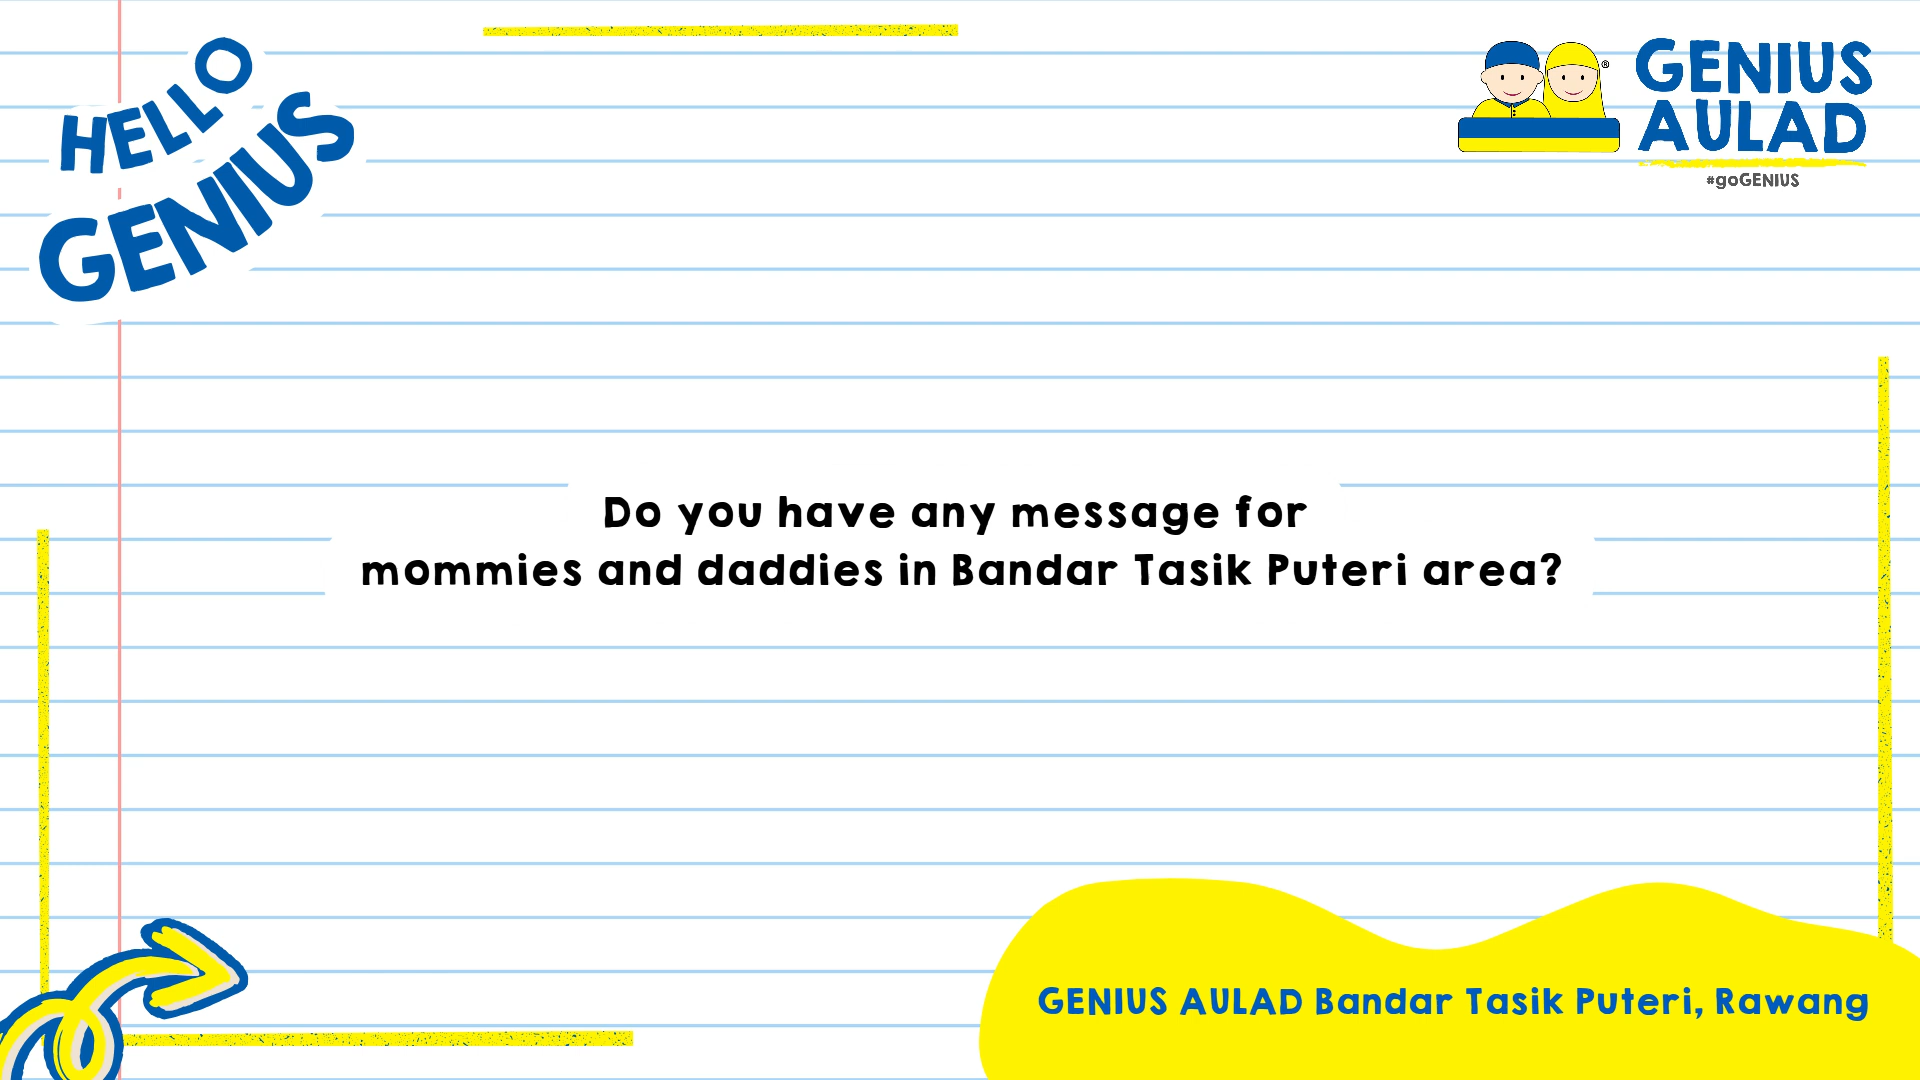 HELLO
GENIUS
GENIUS
AULAD
®
#goGENIUS
Do you have any message for
mommies and daddies in Bandar Tasik Puteri area?
GENIUS AULAD Bandar Tasik Puteri, Rawang